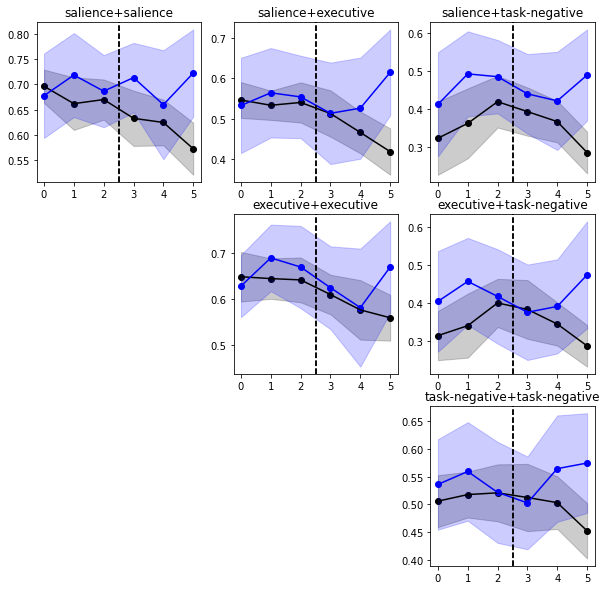 salience+salience
0.80
0.75
0.70
0.65
0.60
0.55
0 1 2 3 4 5
salience+executive
0.7
0.6
0.5
0.4
0 1 2 3 4 5
salience+task-negative
0.6
0.5
0.4
0.3
0 1 2 3 4 5
executive+executive
0.7
0.6
0.5
0 1 2 3 4 5
executive+task-negative
0.6
0.5
0.4
0.3
0 1 2 3 4 5
task-negative+task-negative
0.65
0.60
0.55
0.50
0.45
0.40
0 1 2 3 4 5